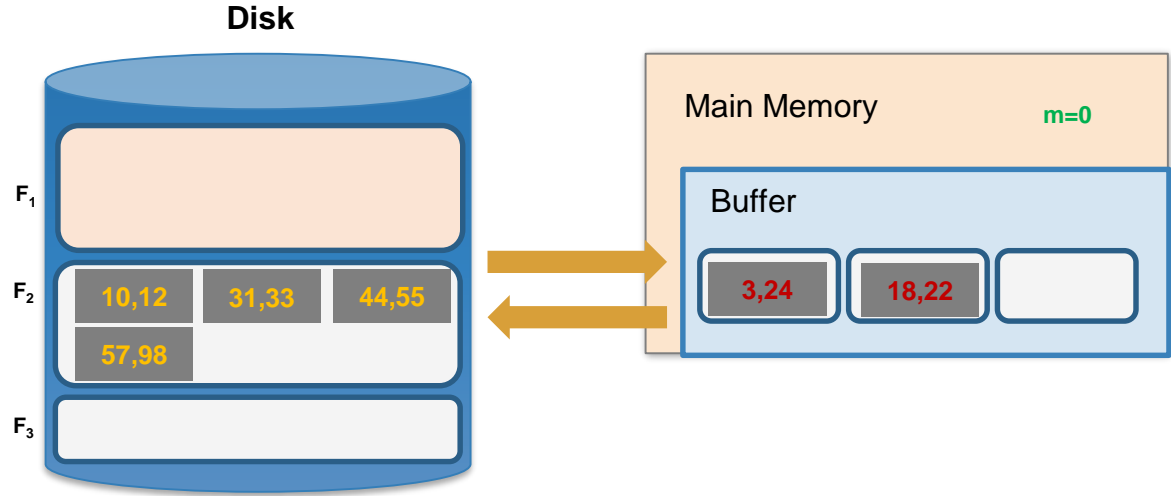 Disk
F₁
F₂
10,12
31,33
44,55
57,98
F₃
Main Memory
m=0
Buffer
3,24
18,22